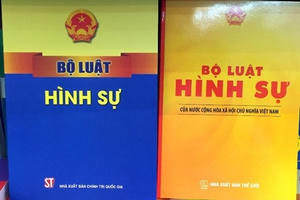 BỘ LUẬT
HÌNH SỰ
ST
NHÀ XUẤT BẢN CHÍNH TRỊ QUỐC GIA
BỘ LUẬT
HÌNH SỰ
CỦA NƯỚC CỘNG HÒA XÃ HỘI CHỦ NGHĨA VIỆT NAM
NHÀ XUẤT BẢN THẾ GIỚI